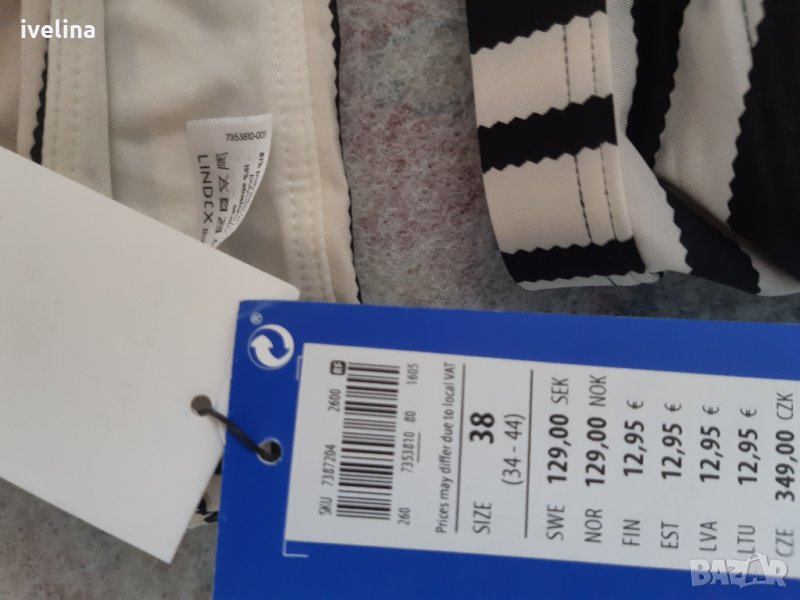 ivelina
7353810-001
LINDEX
®
SKU 7387204 2600
260 7353810 80 1605
Prices may differ due to local VAT
SIZE 38
(34 - 44)
SWE 129,00 SEK
NOR 129,00 NOK
FIN 12,95 €
EST 12,95 €
LVA 12,95 €
LTU 12,95 €
CZE 349,00 CZK
BAZAR